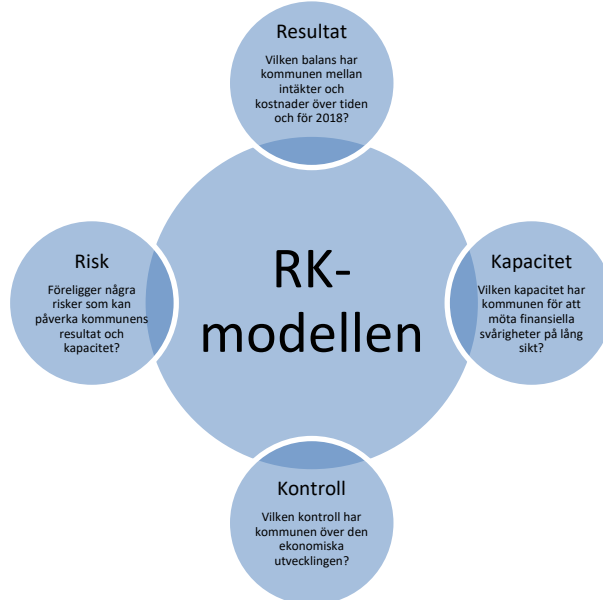 Resultat
Vilken balans har
kommunen mellan
intäkter och
kostnader över tiden
och för 2018?
Risk
Föreligger några
risker som kan
påverka kommunens
resultat och
kapacitet?
RK-
modellen
Kapacitet
Vilken kapacitet har
kommunen för att
möta finansiella
svårigheter på lång
sikt?
Kontroll
Vilken kontroll har
kommunen över den
ekonomiska
utvecklingen?